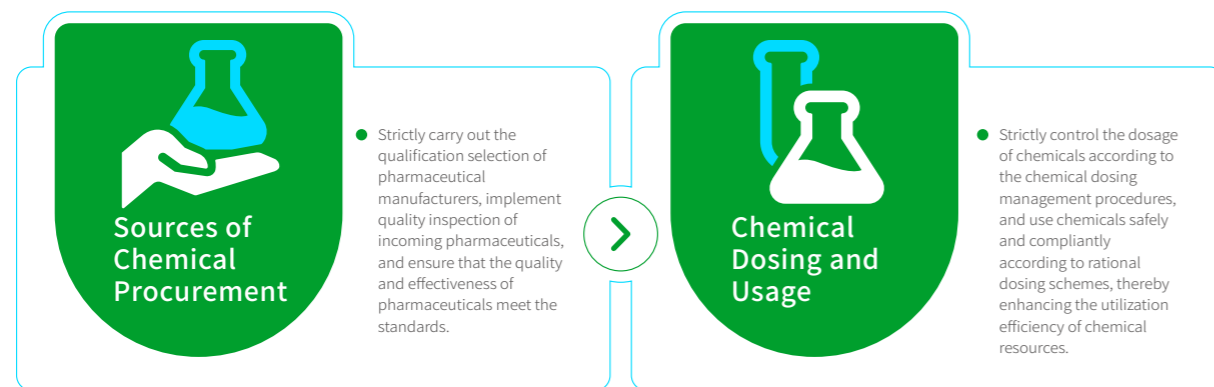 Sources of
Chemical
Procurement
Strictly carry out the
qualification selection of
pharmaceutical
manufacturers, implement
quality inspection of
incoming pharmaceuticals,
and ensure that the quality
and effectiveness of
pharmaceuticals meet the
standards.
Chemical
Dosing and
Usage
Strictly control the dosage
of chemicals according to
the chemical dosing
management procedures,
and use chemicals safely
and compliantly
according to rational
dosing schemes, thereby
enhancing the utilization
efficiency of chemical
resources.